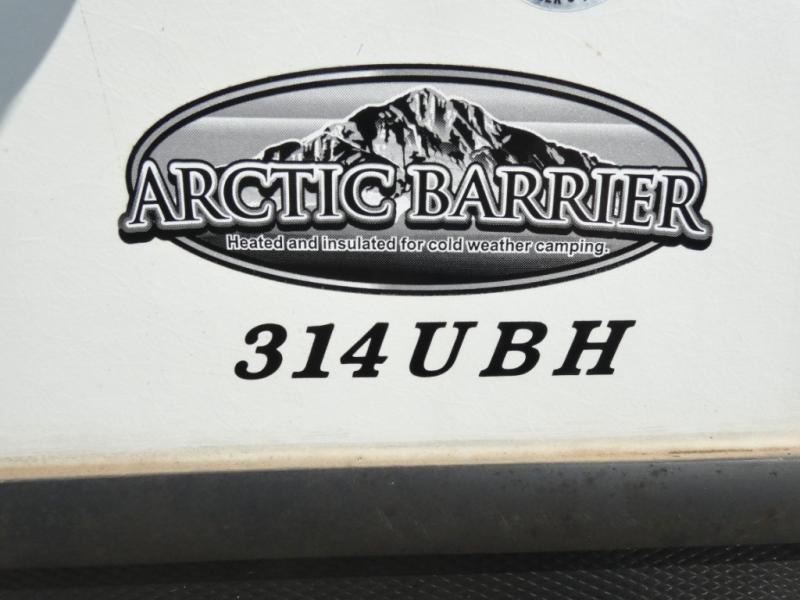 ARCTIC BARRIER
Heated and insulated for cold weather camping.
314UBH